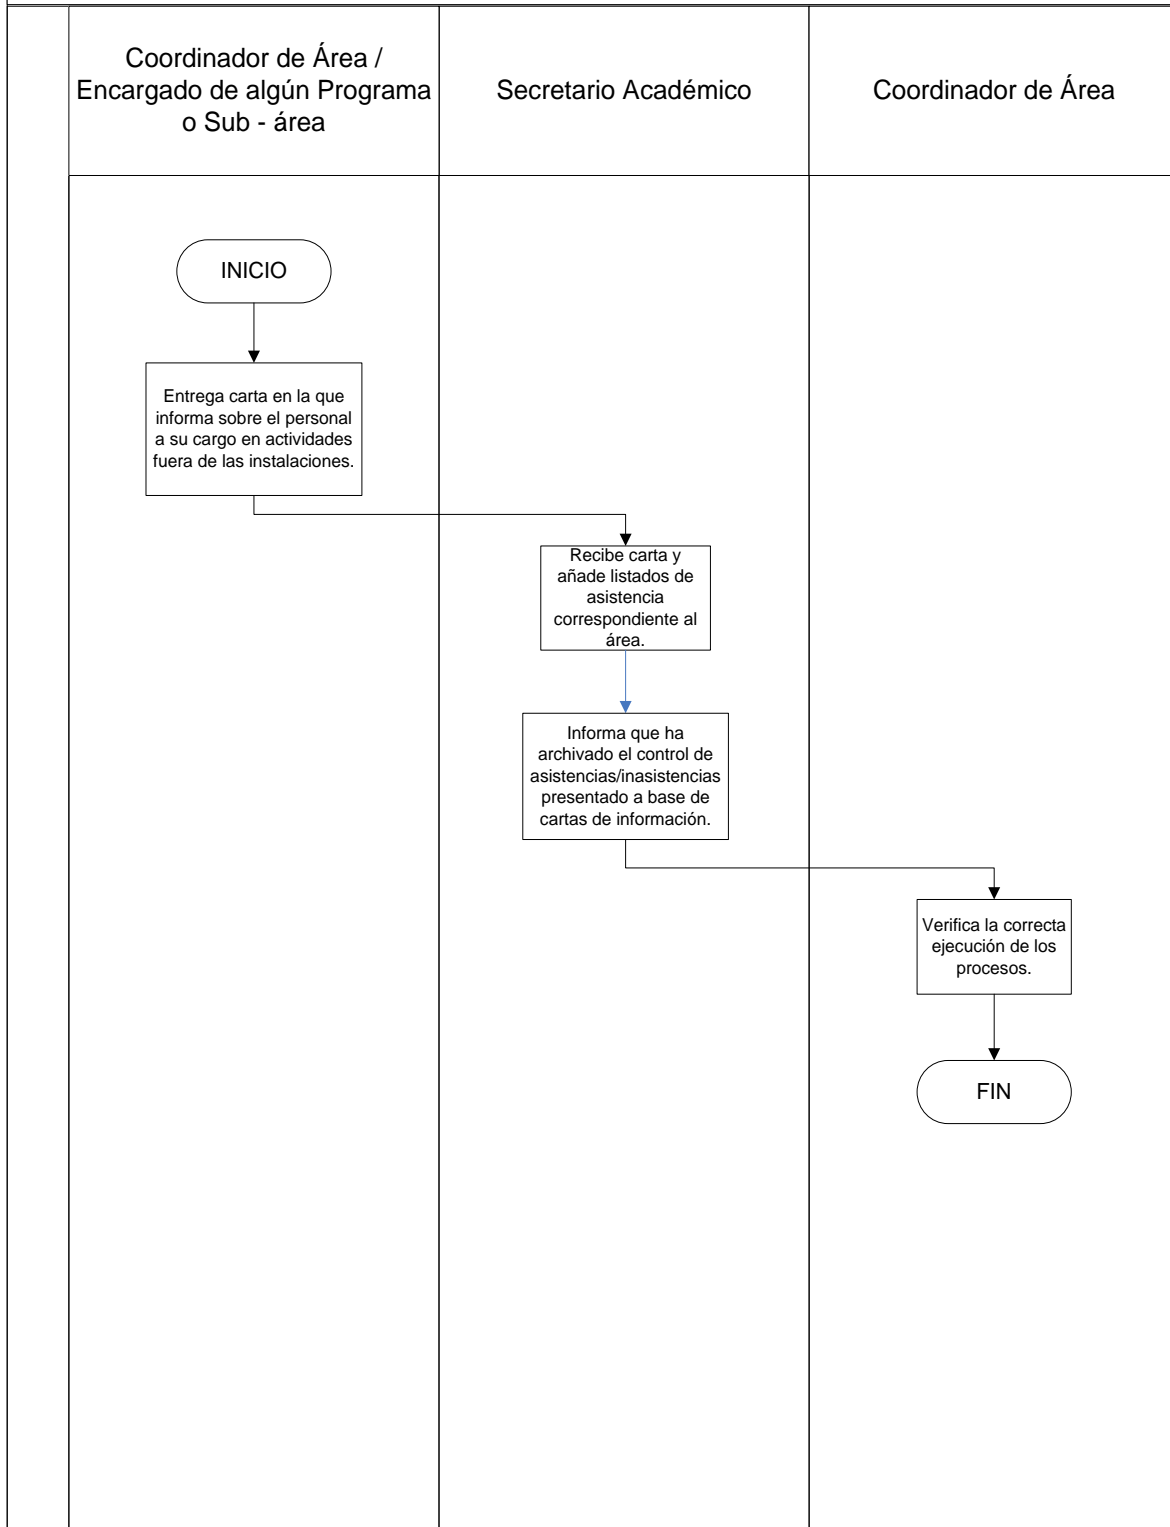 Coordinador de Área /
Encargado de algún Programa
o Sub - área
Secretario Académico
Coordinador de Área
INICIO
Entrega carta en la que
informa sobre el personal
a su cargo en actividades
fuera de las instalaciones.
Recibe carta y
añade listados de
asistencia
correspondiente al
área.
Informa que ha
archivado el control de
asistencias/inasistencias
presentado a base de
cartas de información.
Verifica la correcta
ejecución de los
procesos.
FIN